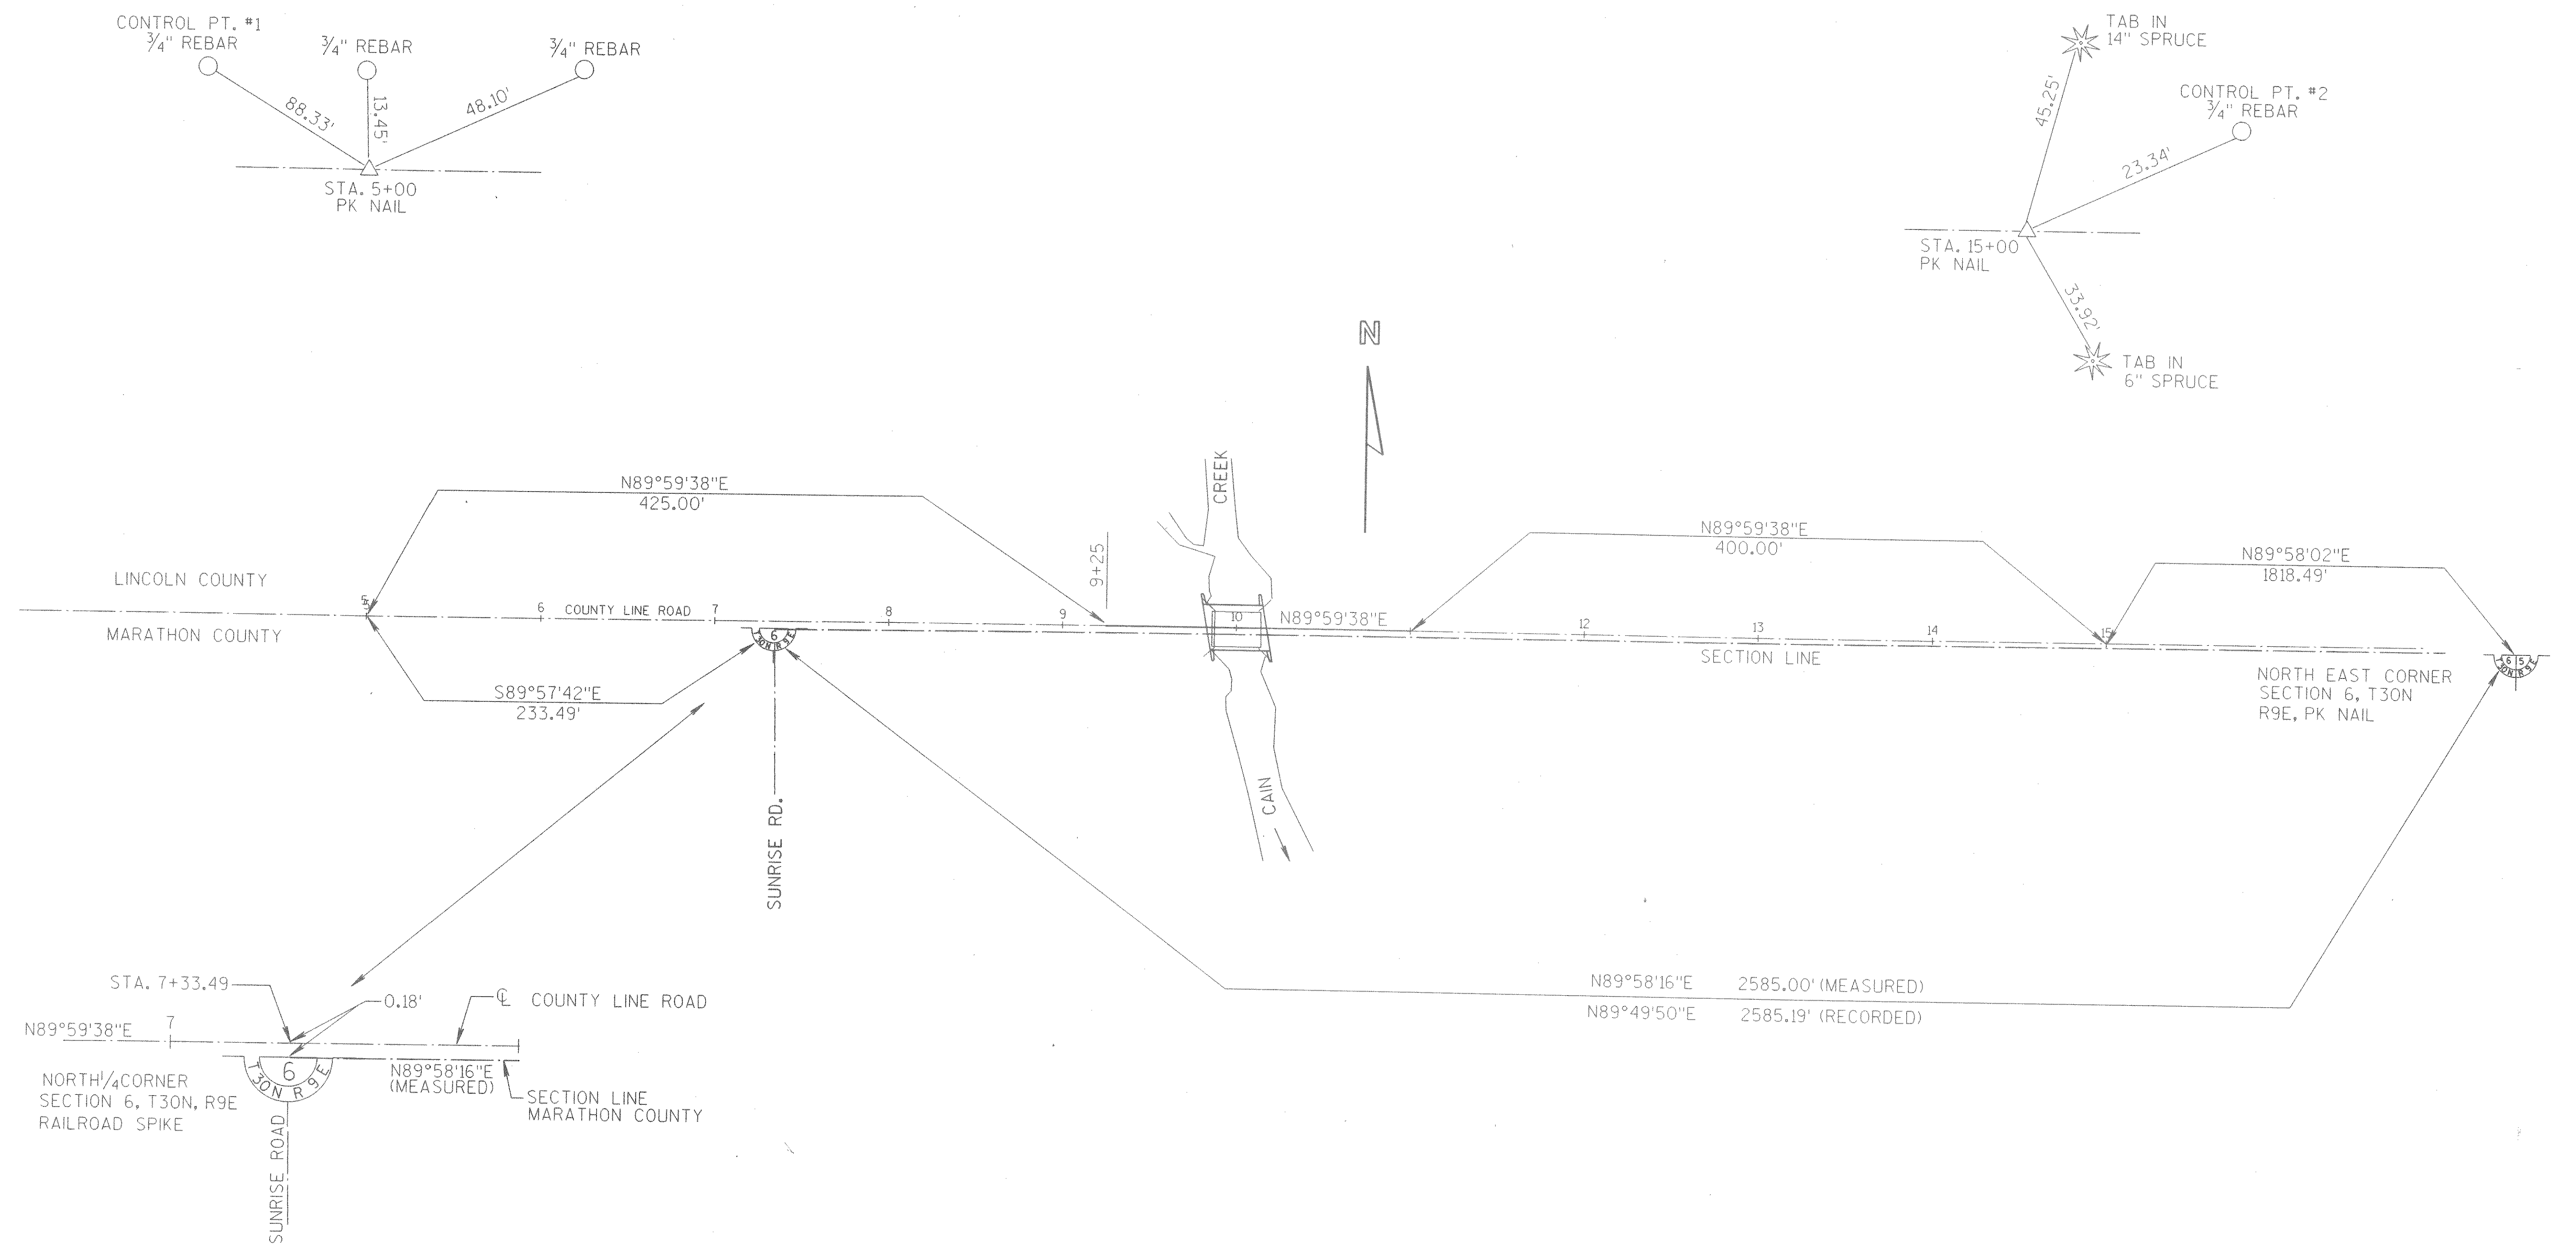 CONTROL PT. #1
3/4" REBAR
3/4" REBAR
3/4" REBAR
88.33'
13.45'
48.10'
STA. 5+00
PK NAIL
TAB IN
14" SPRUCE
45.25'
CONTROL PT. #2
3/4" REBAR
23.34'
STA. 15+00
PK NAIL
33.92'
TAB IN
6" SPRUCE
N
N89°59'38"E
425.00'
CREEK
9+25
N89°59'38"E
400.00'
N89°58'02"E
1818.49'
LINCOLN COUNTY
MARATHON COUNTY
6
COUNTY LINE ROAD
7
8
9
10
N89°59'38"E
12
13
14
15
SECTION LINE
6
T30N R9E
S89°57'42"E
233.49'
6 5
T30N R9E
NORTH EAST CORNER
SECTION 6, T30N
R9E, PK NAIL
SUNRISE RD.
CAIN
N89°58'16"E 2585.00' (MEASURED)
N89°49'50"E 2585.19' (RECORDED)
STA. 7+33.49
0.18'
℄ COUNTY LINE ROAD
N89°59'38"E
7
6
T30N R9E
N89°58'16"E
(MEASURED)
NORTH 1/4 CORNER
SECTION 6, T30N, R9E
RAILROAD SPIKE
SECTION LINE
MARATHON COUNTY
SUNRISE ROAD